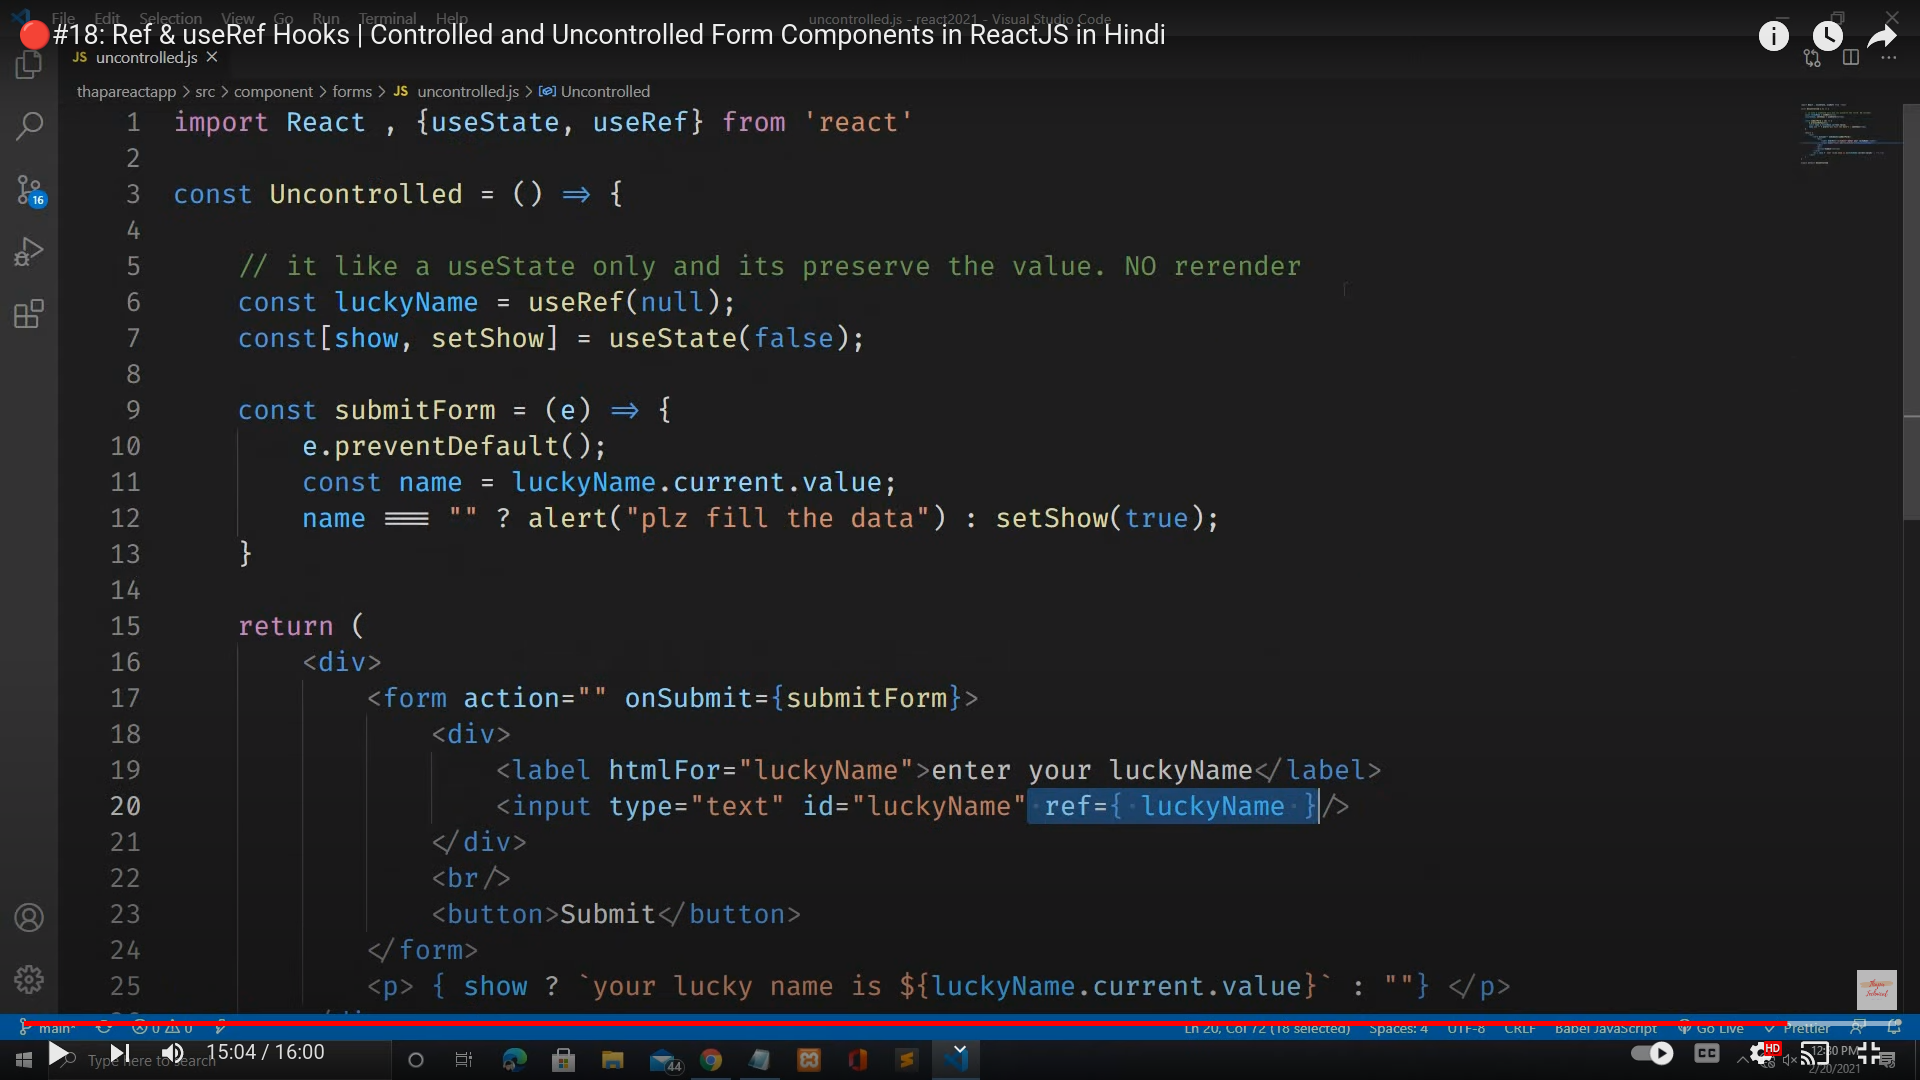 File Edit Selection View Go Run Terminal Help uncontrolled.js - react2021 - Visual Studio Code
#18: Ref & useRef Hooks | Controlled and Uncontrolled Form Components in ReactJS in Hindi
JS uncontrolled.js ×
thapareactapp > src > component > forms > JS uncontrolled.js > Uncontrolled
1 import React , {useState, useRef} from 'react'
2
3 const Uncontrolled = () => {
4
5 // it like a useState only and its preserve the value. NO rerender
6 const luckyName = useRef(null);
7 const[show, setShow] = useState(false);
8
9 const submitForm = (e) => {
10 e.preventDefault();
11 const name = luckyName.current.value;
12 name === "" ? alert("plz fill the data") : setShow(true);
13 }
14
15 return (
16 <div>
17 <form action="" onSubmit={submitForm}>
18 <div>
19 <label htmlFor="luckyName">enter your luckyName</label>
20 <input type="text" id="luckyName" ref={ luckyName }/>
21 </div>
22 <br/>
23 <button>Submit</button>
24 </form>
25 <p> { show ? `your lucky name is ${luckyName.current.value}` : ""} </p>
16
main* 0 0 Ln 20, Col 72 (18 selected) Spaces: 4 UTF-8 CRLF Babel JavaScript Go Live Prettier
Type here to search
15:04 / 16:00
44
CC HD
2/20/2021